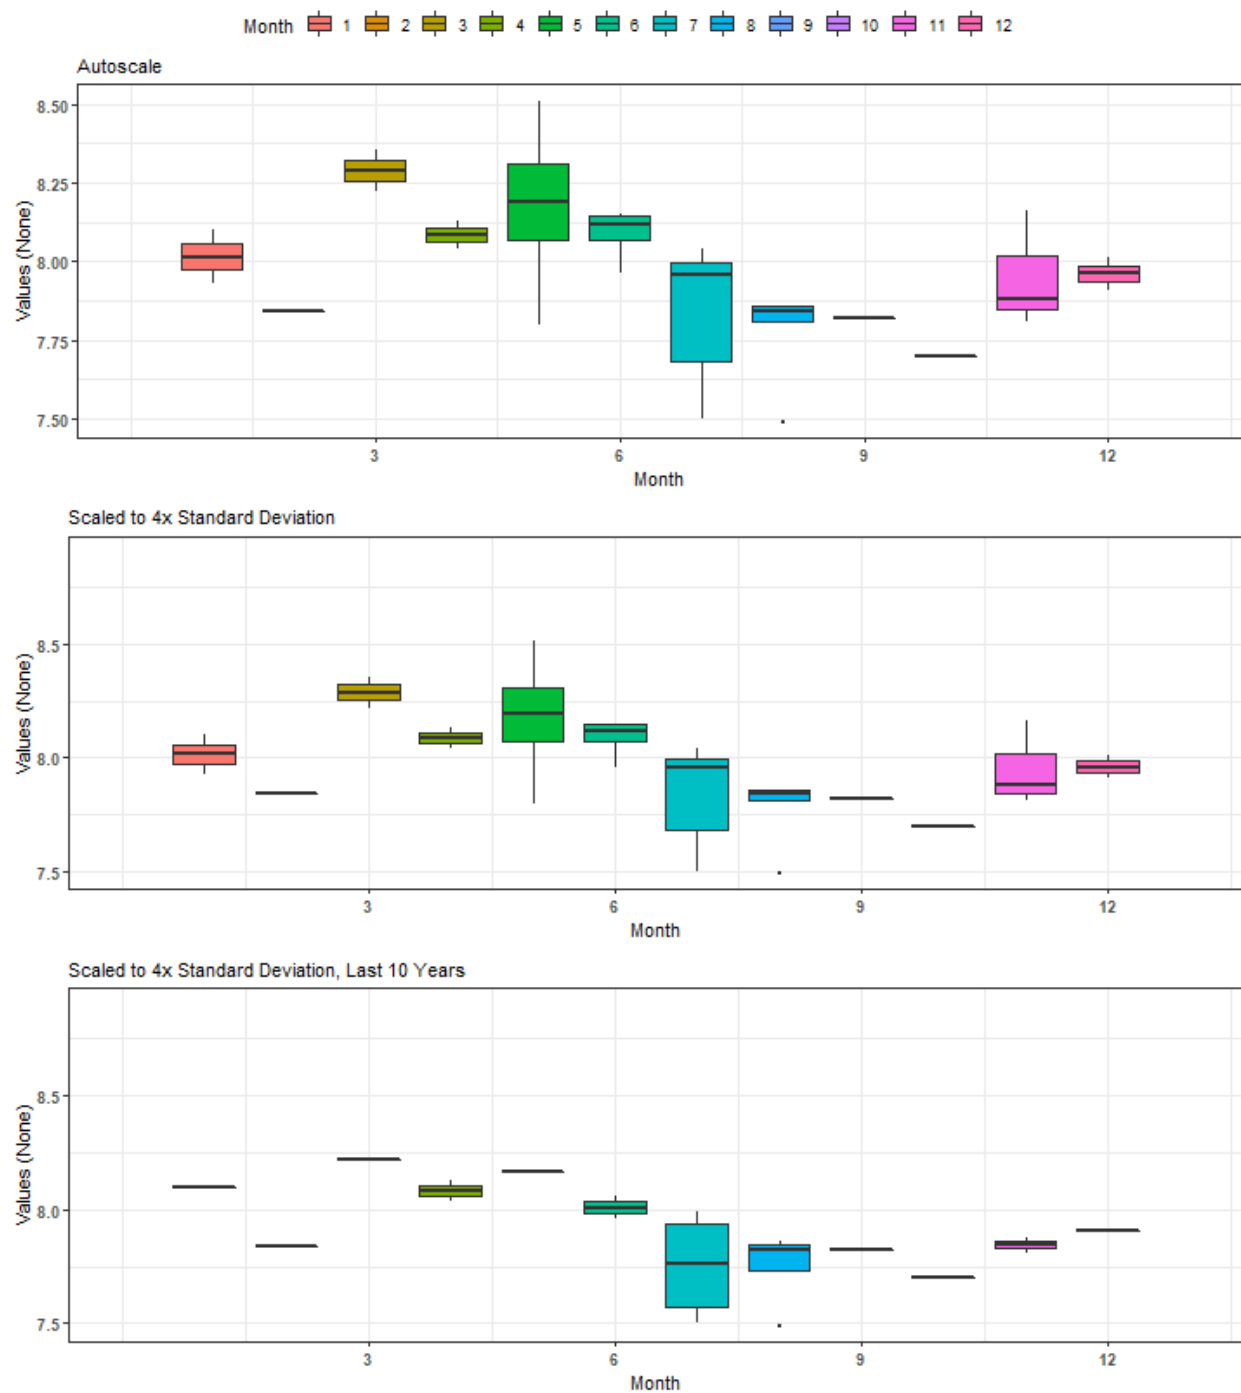 Month 1 2 3 4 5 6 7 8 9 10 11 12
Autoscale
Values (None)
8.50
8.25
8.00
7.75
7.50
3 6 9 12
Month
Scaled to 4x Standard Deviation
Values (None)
8.5
8.0
7.5
3 6 9 12
Month
Scaled to 4x Standard Deviation, Last 10 Years
Values (None)
8.5
8.0
7.5
3 6 9 12
Month